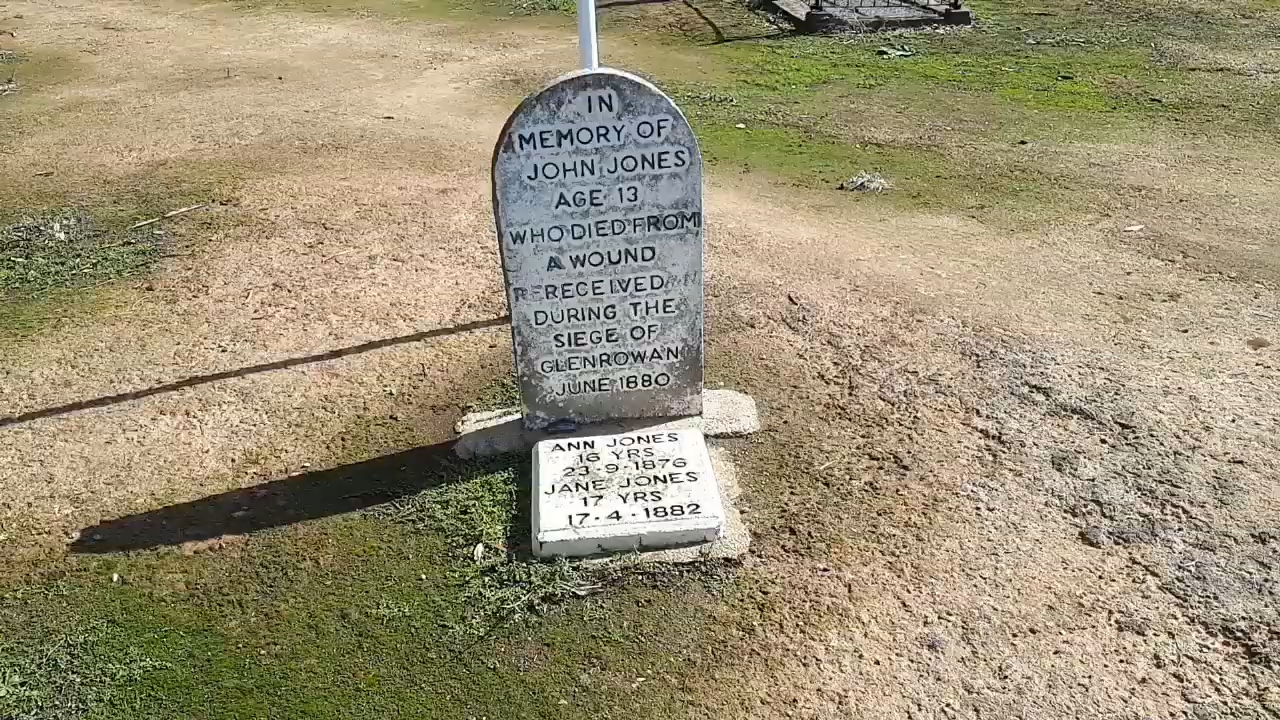 IN
MEMORY OF
JOHN JONES
AGE 13
WHO DIED FROM
A WOUND
RERECEIVED
DURING THE
SIEGE OF
GLENROWAN
JUNE 1880
ANN JONES
16 YRS
23·9·1876
JANE JONES
17 YRS
17·4·1882